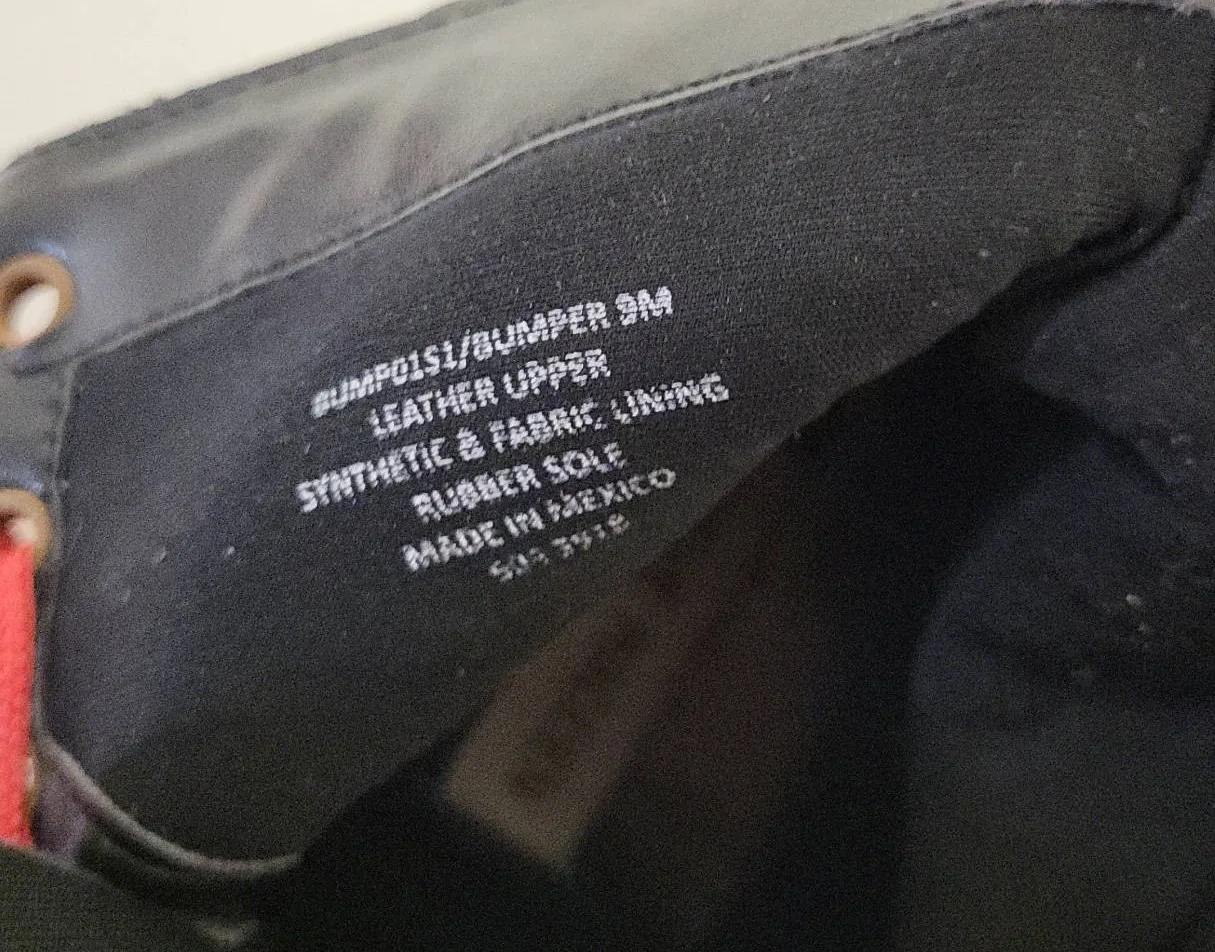 BUMP01S1/BUMPER 9M
LEATHER UPPER
SYNTHETIC & FABRIC LINING
RUBBER SOLE
MADE IN MEXICO